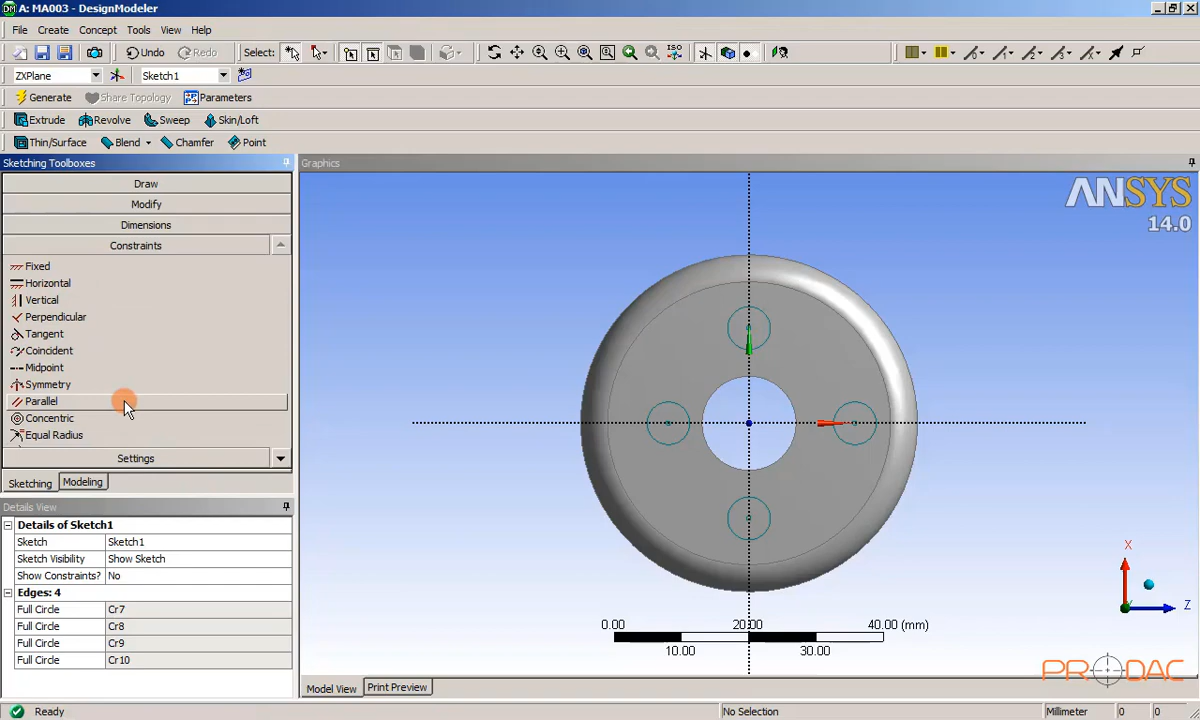 A: MA003 - DesignModeler
File Create Concept Tools View Help
Undo Redo Select: ISO
ZXPlane Sketch1
Generate Share Topology Parameters
Extrude Revolve Sweep Skin/Loft
Thin/Surface Blend Chamfer Point
Sketching Toolboxes
Graphics
Draw
Modify
Dimensions
Constraints
Fixed
Horizontal
Vertical
Perpendicular
Tangent
Coincident
Midpoint
Symmetry
Parallel
Concentric
Equal Radius
Settings
Sketching Modeling
Details View
Details of Sketch1
Sketch Sketch1
Sketch Visibility Show Sketch
Show Constraints? No
Edges: 4
Full Circle Cr7
Full Circle Cr8
Full Circle Cr9
Full Circle Cr10
ANSYS
14.0
X
Z
0.00 20.00 40.00 (mm)
10.00 30.00
PRODAC
Model View Print Preview
Ready No Selection Millimeter 0 0